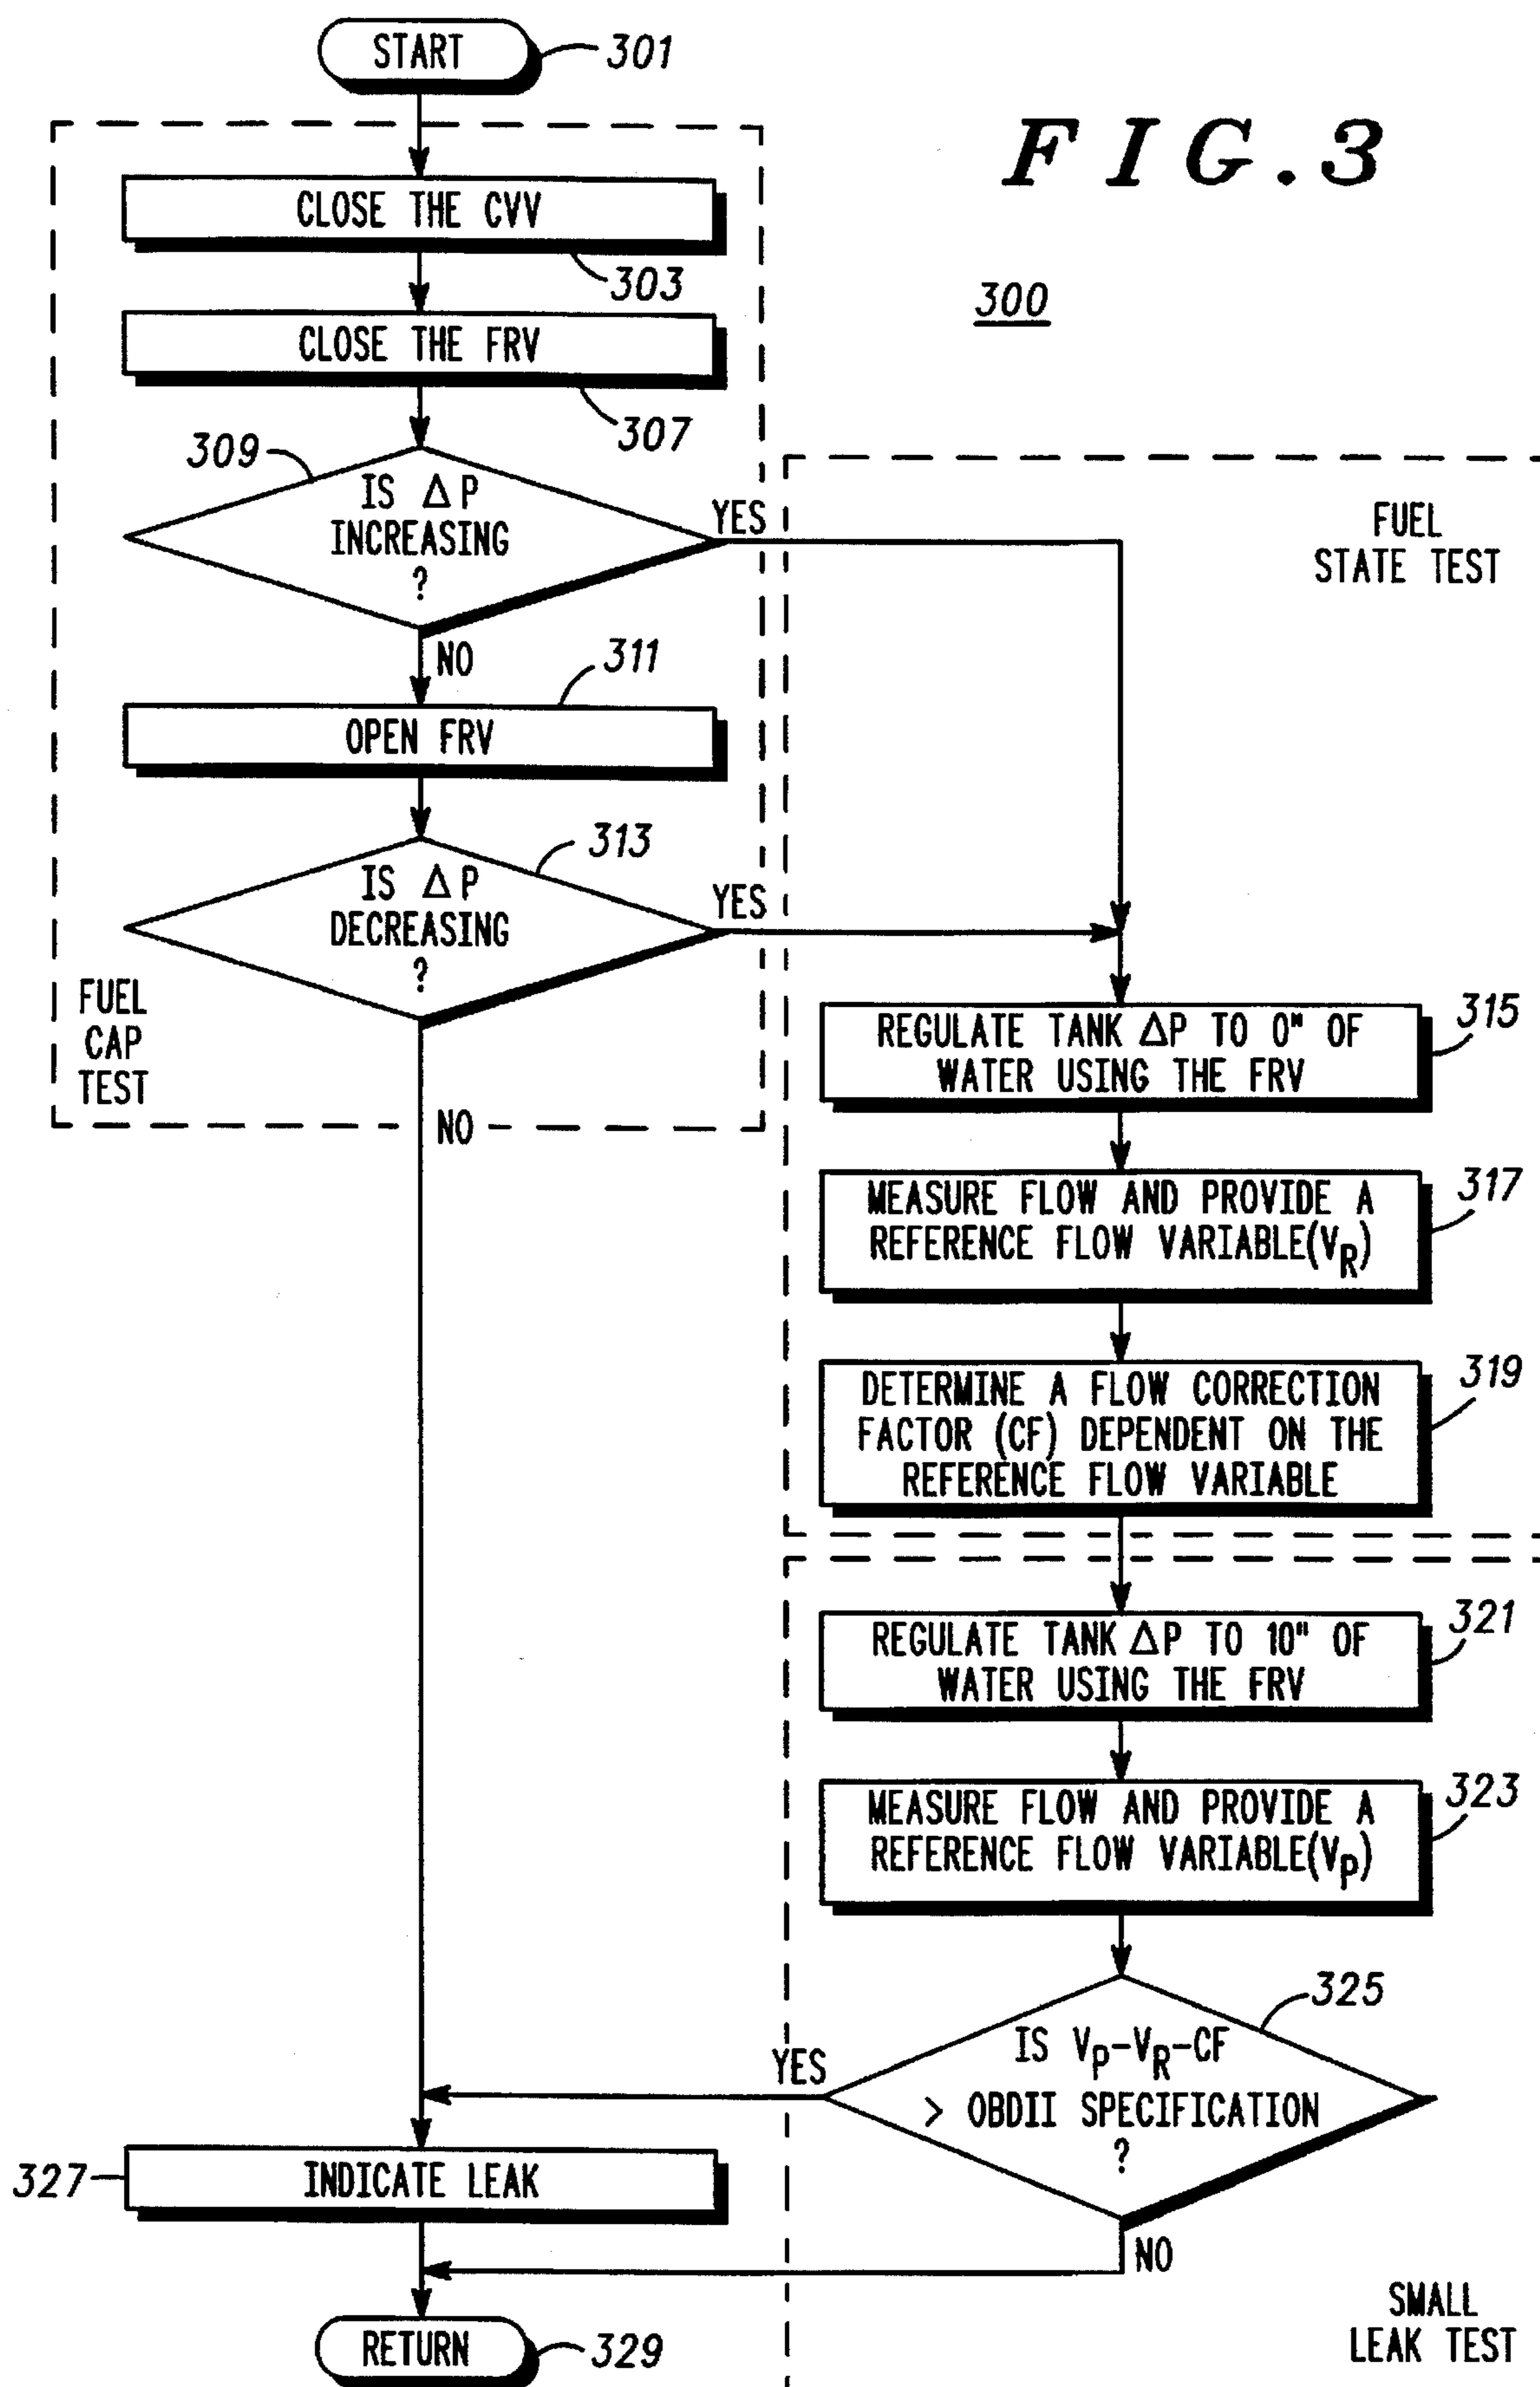 START
301
FIG.3
300
CLOSE THE CVV
303
CLOSE THE FRV
307
309
IS ΔP
INCREASING
?
YES
NO
FUEL
STATE TEST
311
OPEN FRV
313
IS ΔP
DECREASING
?
YES
NO
FUEL
CAP
TEST
REGULATE TANK ΔP TO 0" OF
WATER USING THE FRV
315
MEASURE FLOW AND PROVIDE A
REFERENCE FLOW VARIABLE(VR)
317
DETERMINE A FLOW CORRECTION
FACTOR (CF) DEPENDENT ON THE
REFERENCE FLOW VARIABLE
319
REGULATE TANK ΔP TO 10" OF
WATER USING THE FRV
321
MEASURE FLOW AND PROVIDE A
REFERENCE FLOW VARIABLE(Vp)
323
325
IS Vp-VR-CF
> OBDII SPECIFICATION
?
YES
NO
327
INDICATE LEAK
RETURN
329
SMALL
LEAK TEST